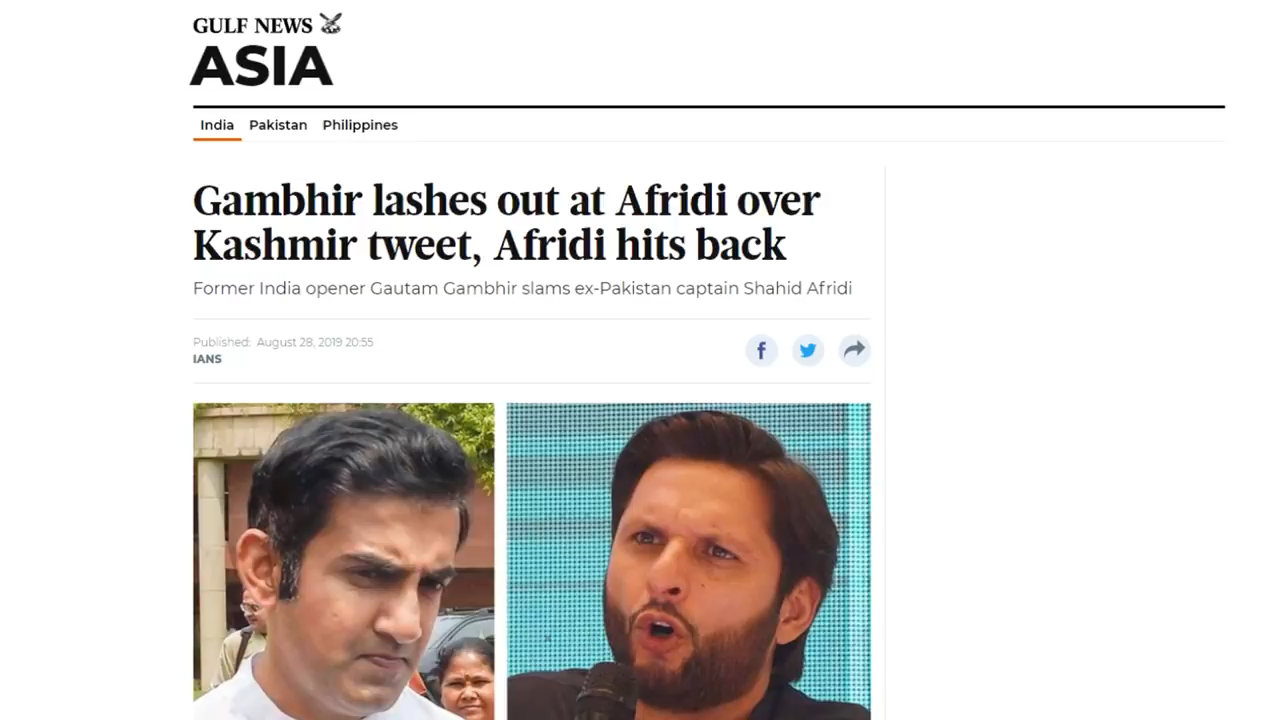 GULF NEWS
ASIA
India Pakistan Philippines
Gambhir lashes out at Afridi over
Kashmir tweet, Afridi hits back
Former India opener Gautam Gambhir slams ex-Pakistan captain Shahid Afridi
Published: August 28, 2019 20:55
IANS